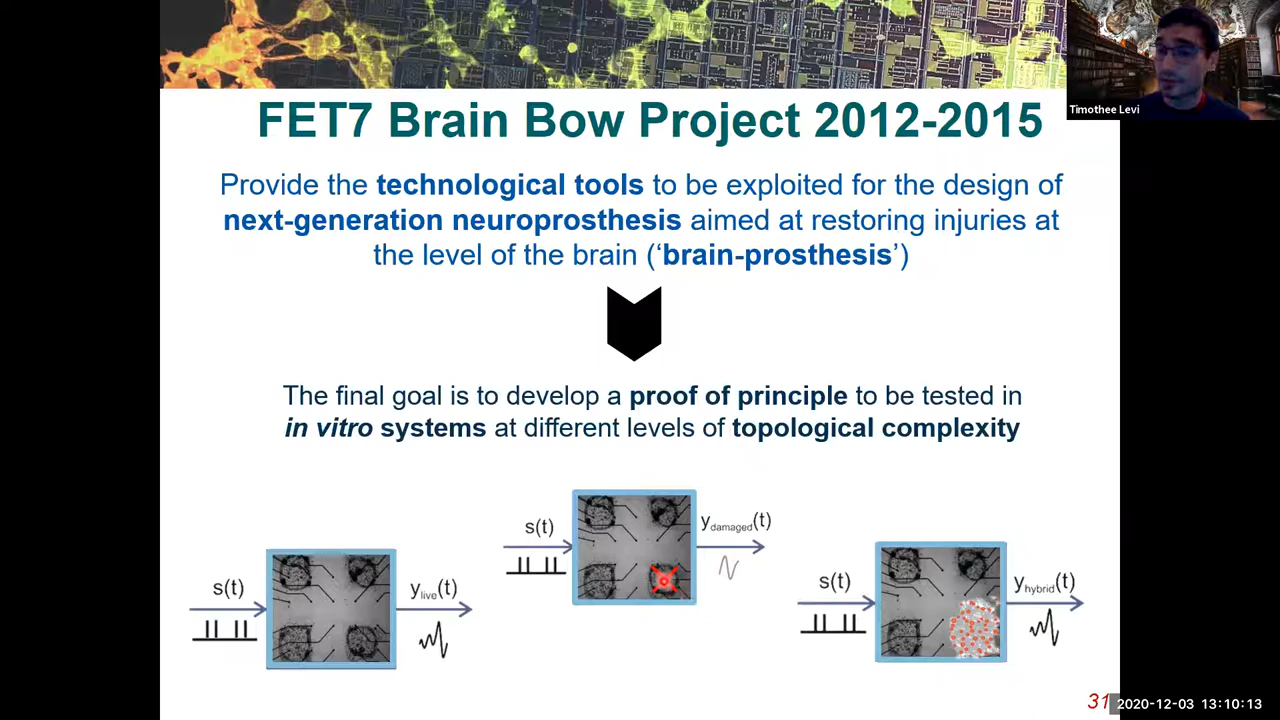 Timothee Levi
FET7 Brain Bow Project 2012-2015
Provide the technological tools to be exploited for the design of
next-generation neuroprosthesis aimed at restoring injuries at
the level of the brain (‘brain-prosthesis’)
The final goal is to develop a proof of principle to be tested in
in vitro systems at different levels of topological complexity
s(t)
ylive(t)
s(t)
ydamaged(t)
s(t)
yhybrid(t)
31
2020-12-03 13:10:13